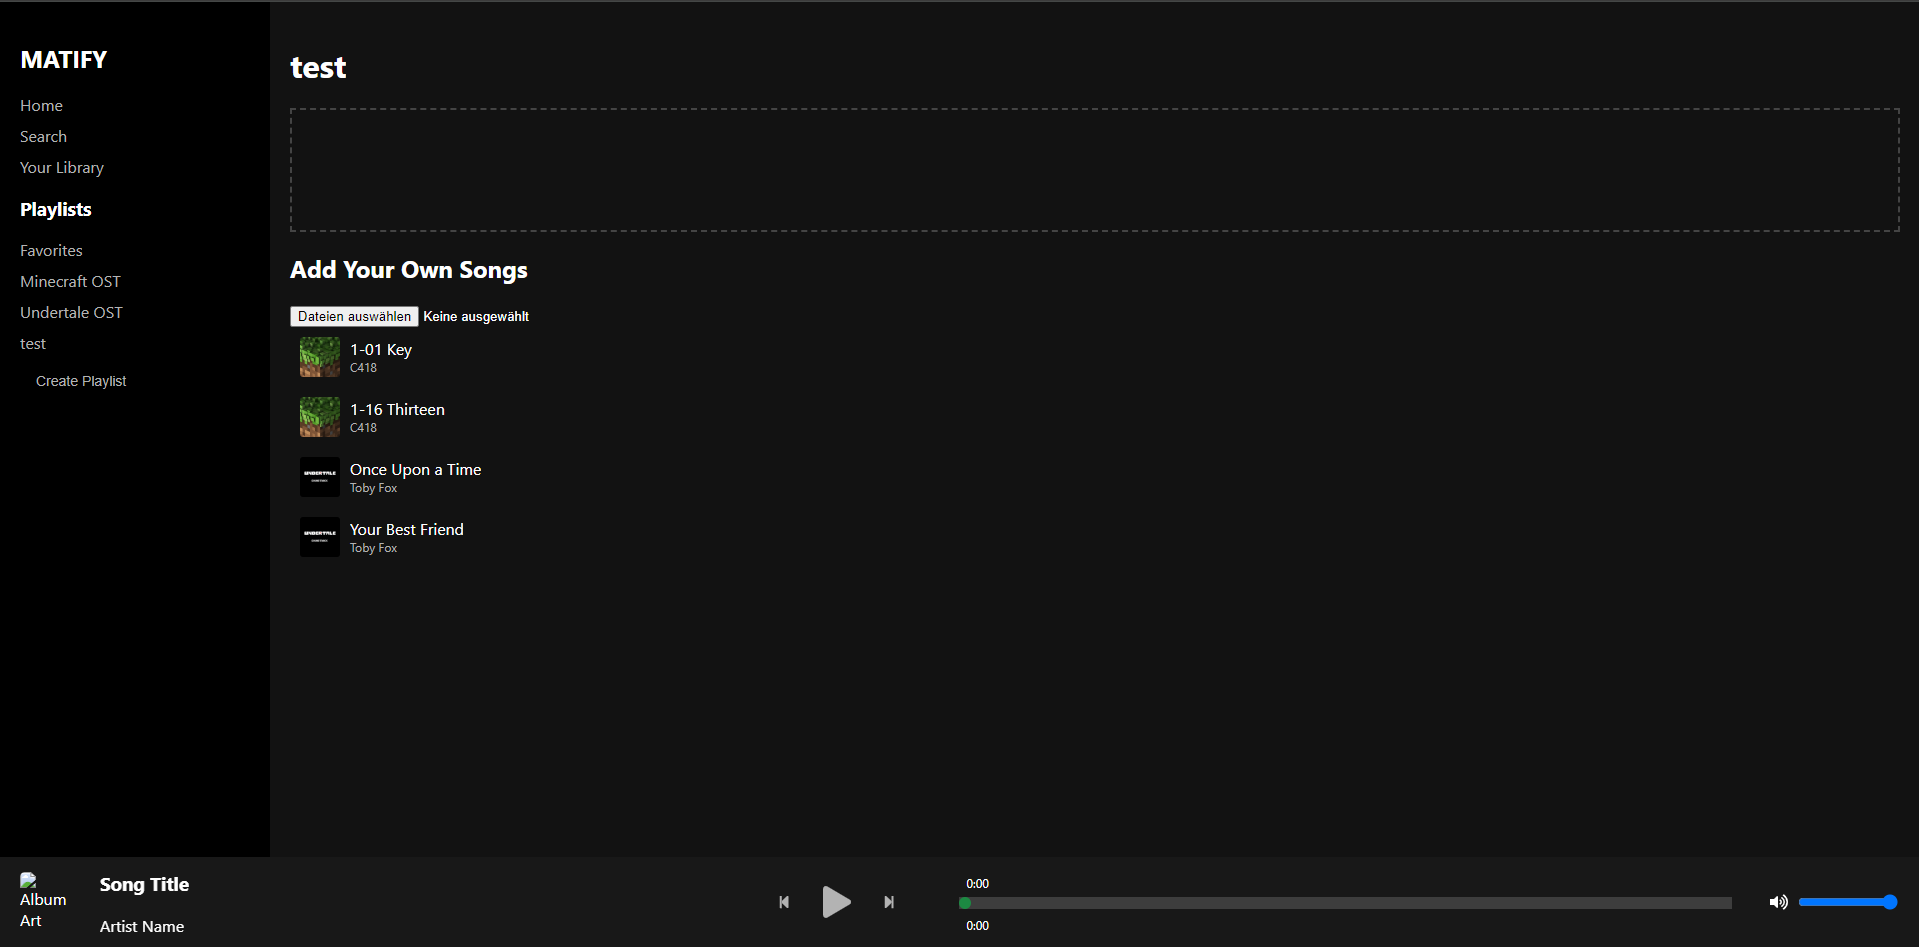 MATIFY
Home
Search
Your Library
Playlists
Favorites
Minecraft OST
Undertale OST
test
Create Playlist
test
Add Your Own Songs
Dateien auswählen Keine ausgewählt
1-01 Key
C418
1-16 Thirteen
C418
UNDERTALE
Once Upon a Time
Toby Fox
UNDERTALE
Your Best Friend
Toby Fox
Album
Art
Song Title
Artist Name
0:00
0:00